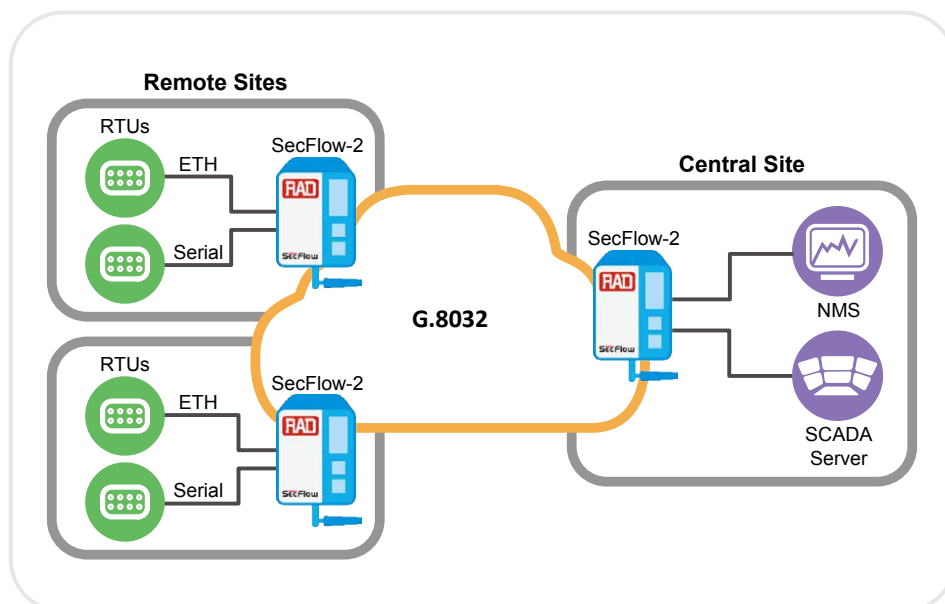 Remote Sites
RTUs
SecFlow-2
ETH
RAD
Serial
SecFlow
RTUs
SecFlow-2
ETH
RAD
Serial
SecFlow
G.8032
Central Site
SecFlow-2
RAD
SecFlow
NMS
SCADA
Server